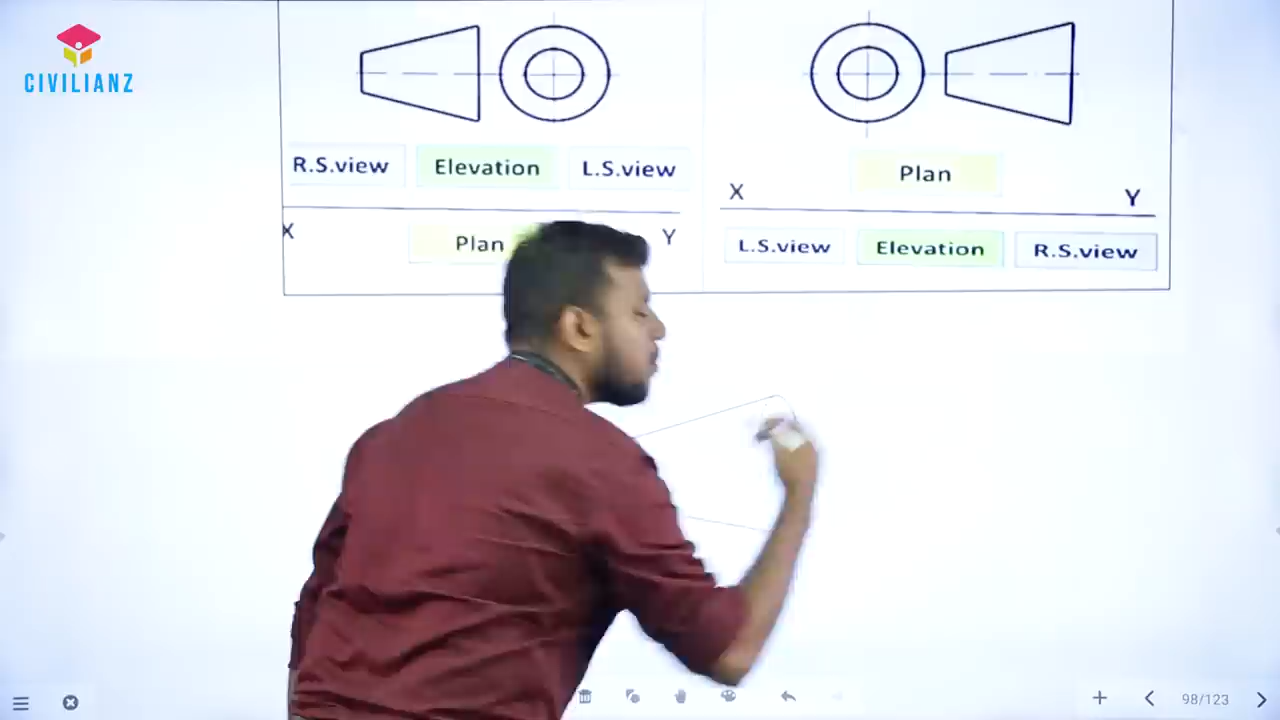 CIVILIANZ
R.S.view Elevation L.S.view
X Plan Y
Plan
X Y
L.S.view Elevation R.S.view
98/123